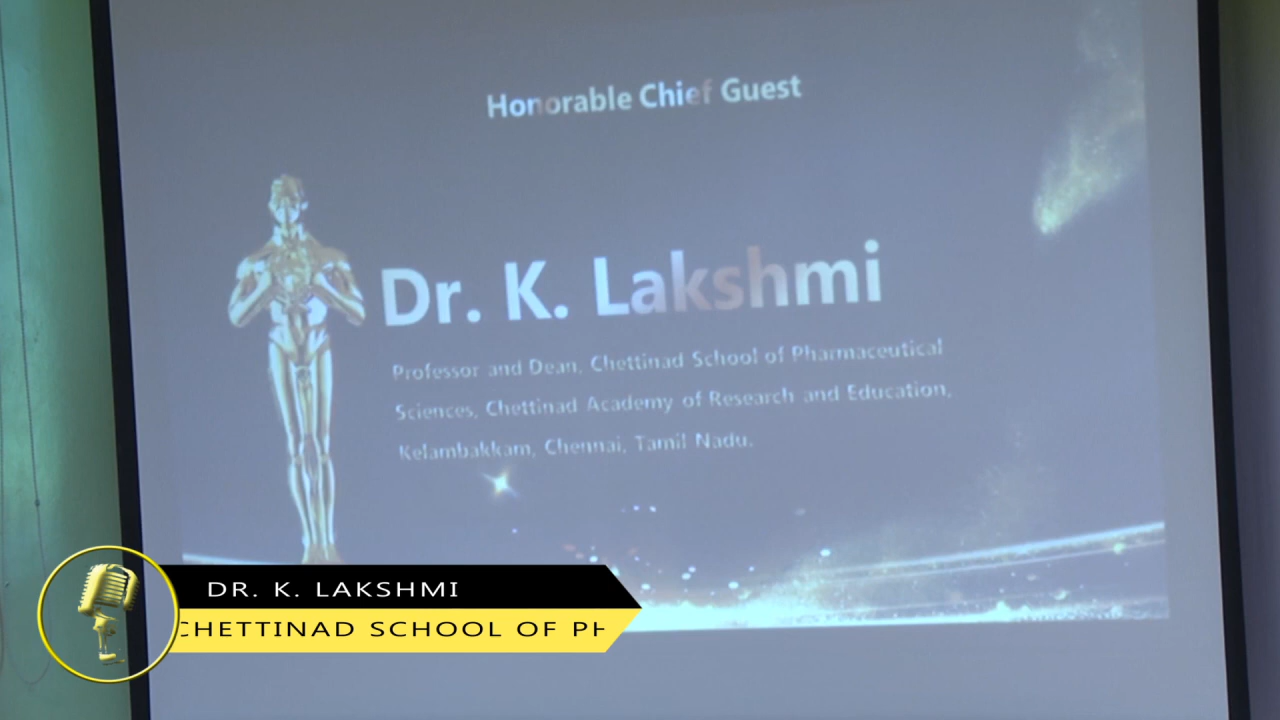 Honorable Chief Guest
Dr. K. Lakshmi
Professor and Dean, Chettinad School of Pharmaceutical
Sciences, Chettinad Academy of Research and Education,
Kelambakkam, Chennai, Tamil Nadu.
DR. K. LAKSHMI
CHETTINAD SCHOOL OF PH